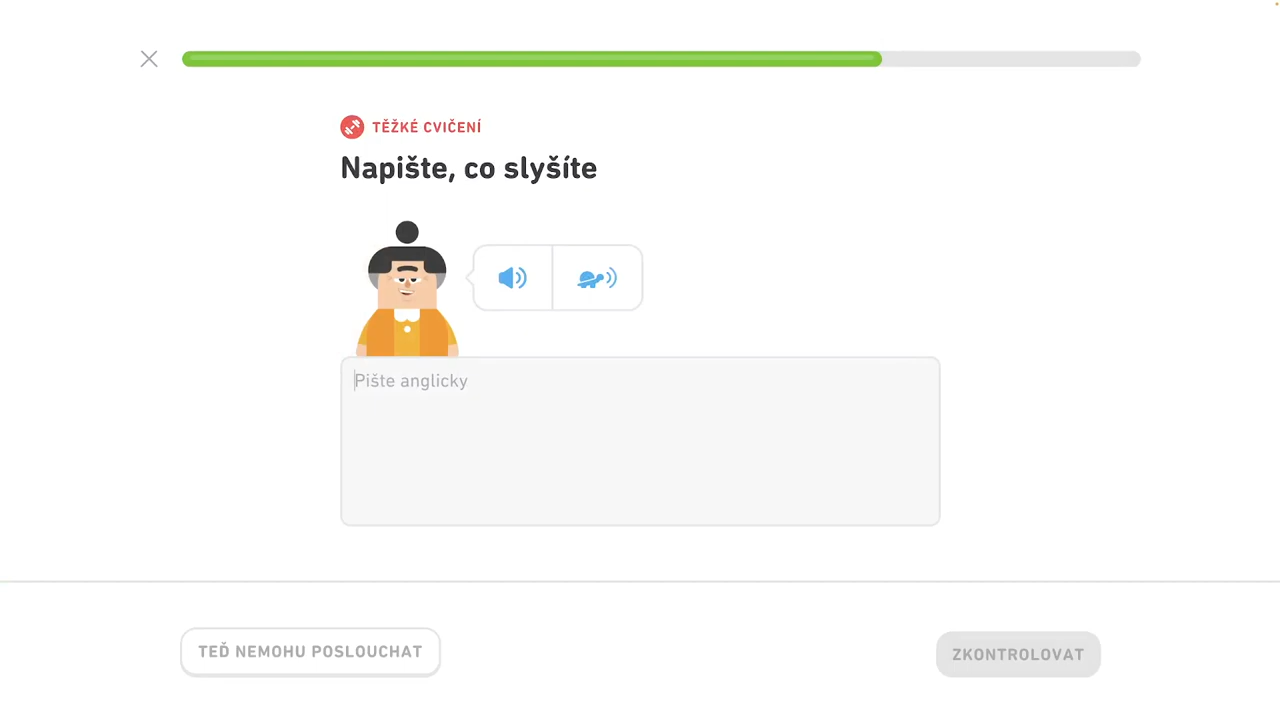 TĚŽKÉ CVIČENÍ
Napište, co slyšíte
Pište anglicky
TEĎ NEMOHU POSLOUCHAT
ZKONTROLOVAT